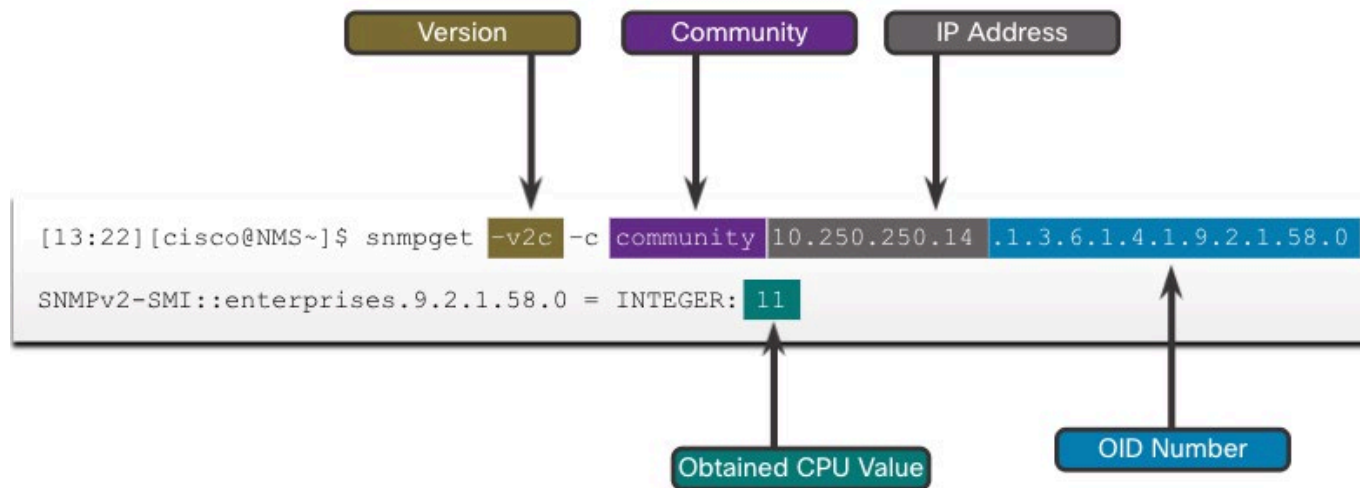 Version Community IP Address
[13:22][cisco@NMS~]$ snmpget -v2c -c community 10.250.250.14 .1.3.6.1.4.1.9.2.1.58.0
SNMPv2-SMI::enterprises.9.2.1.58.0 = INTEGER: 11
Obtained CPU Value OID Number